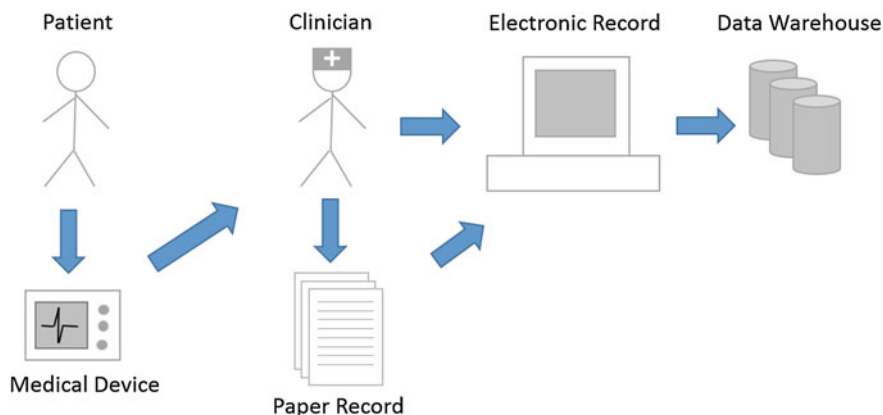 Patient
Clinician
Electronic Record
Data Warehouse
Medical Device
Paper Record